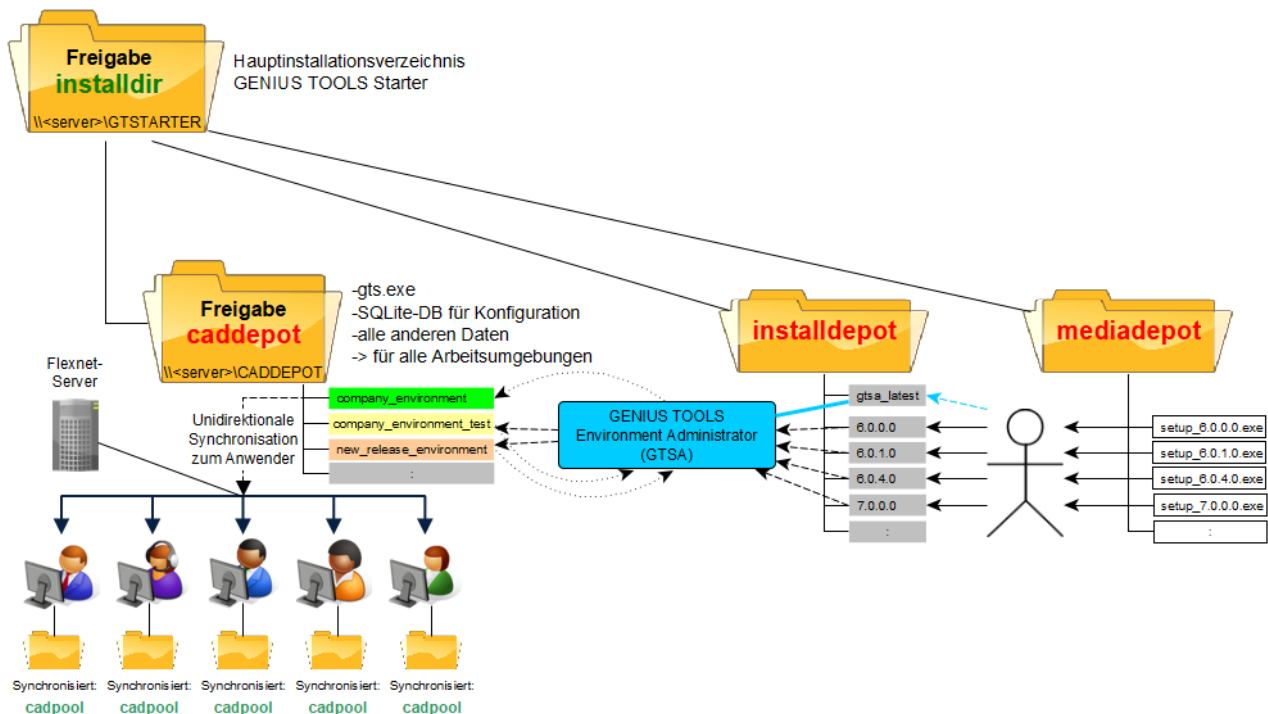 Freigabe
installdir
\\<server>\GTSTARTER
Hauptinstallationsverzeichnis
GENIUS TOOLS Starter
Freigabe
caddepot
\\<server>\CADDEPOT
-gts.exe
-SQLite-DB für Konfiguration
-alle anderen Daten
-> für alle Arbeitsumgebungen
installdepot
mediadepot
Flexnet-
Server
Unidirektionale
Synchronisation
zum Anwender
company_environment
company_environment_test
new_release_environment
:
GENIUS TOOLS
Environment Administrator
(GTSA)
gtsa_latest
6.0.0.0
6.0.1.0
6.0.4.0
7.0.0.0
:
setup_6.0.0.0.exe
setup_6.0.1.0.exe
setup_6.0.4.0.exe
setup_7.0.0.0.exe
:
Synchronisiert:
cadpool
Synchronisiert:
cadpool
Synchronisiert:
cadpool
Synchronisiert:
cadpool
Synchronisiert:
cadpool